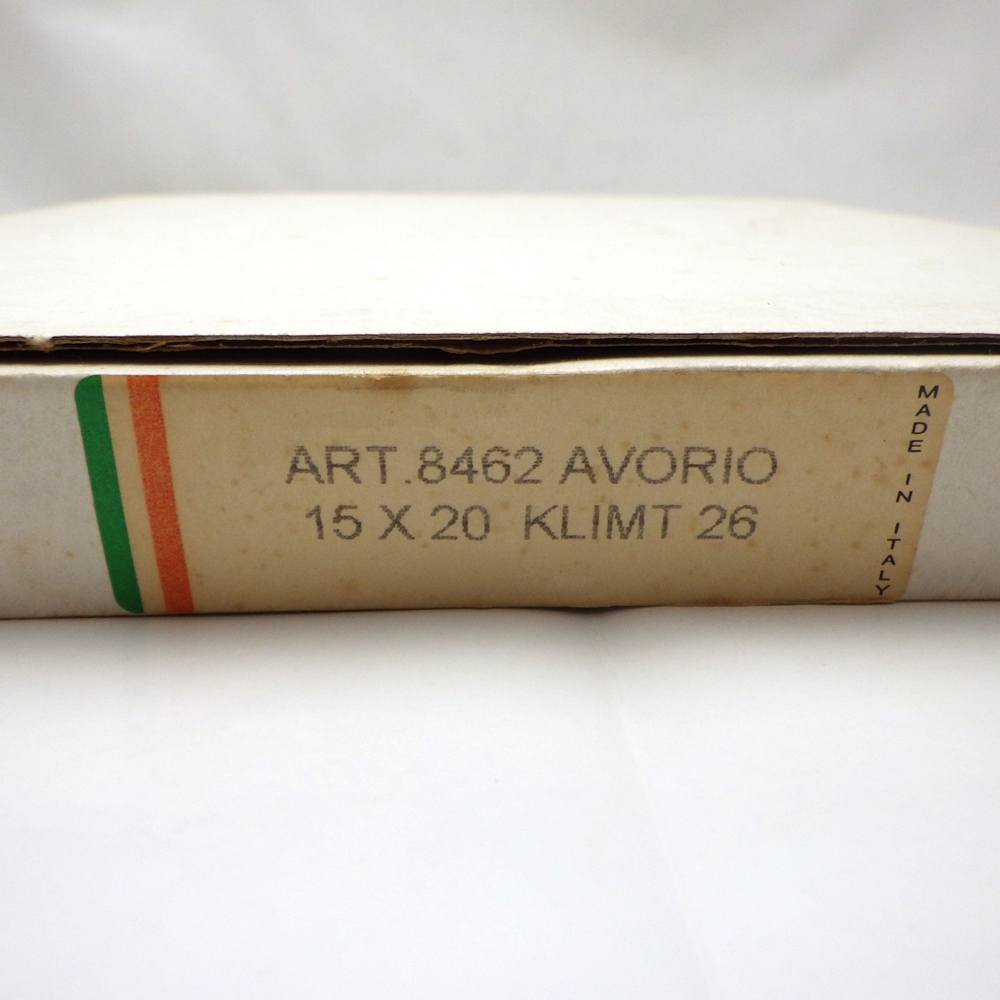 ART.8462 AVORIO
15 X 20 KLIMT 26
MADE IN ITALY